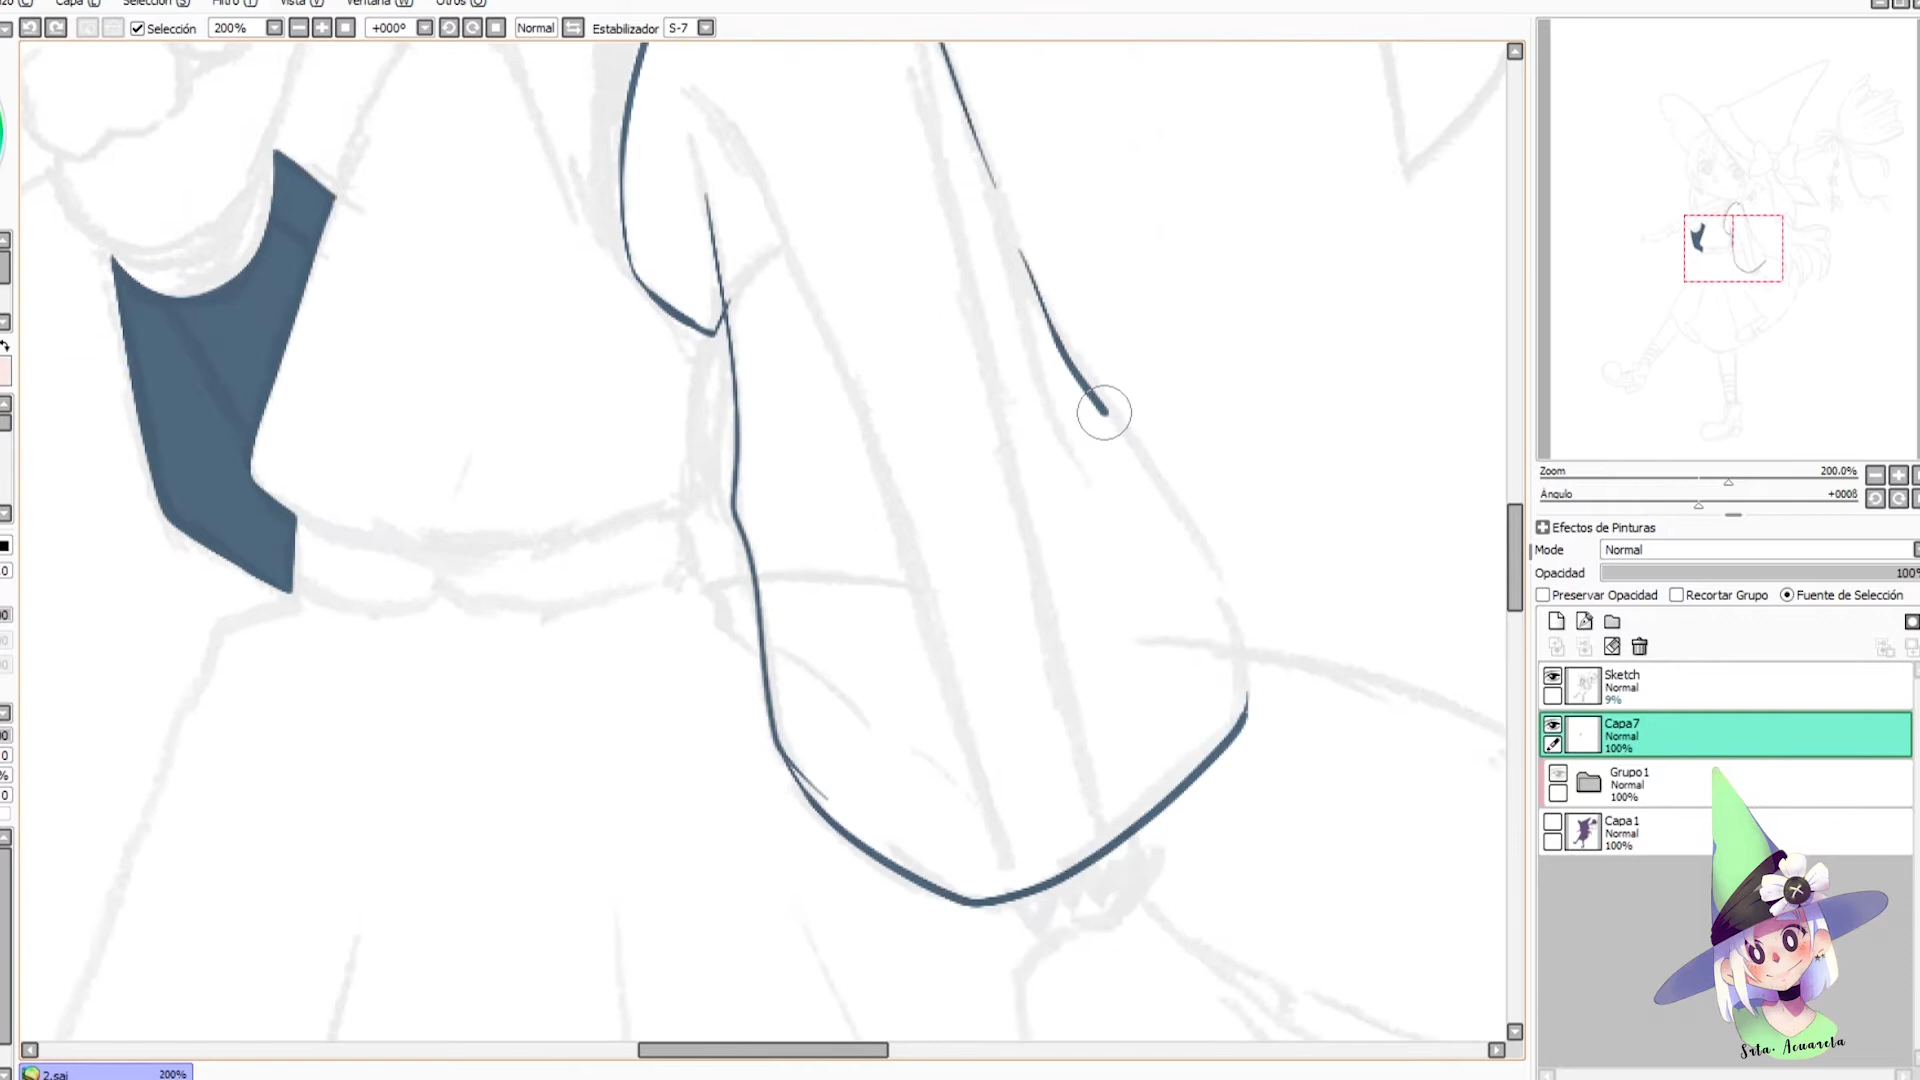 Capa (L) Selección (S) Filtro (T) Vista (V) Ventana (W) Otros (O)
Selección 200% +000º Normal Estabilizador S-7
Zoom 200.0%
Ángulo +0008
Efectos de Pinturas
Mode Normal
Opacidad 100%
Preservar Opacidad Recortar Grupo Fuente de Selección
Sketch
Normal
9%
Capa7
Normal
100%
Grupo1
Normal
100%
Capa1
Normal
100%
Srta. Acuarela
2.sai 200%